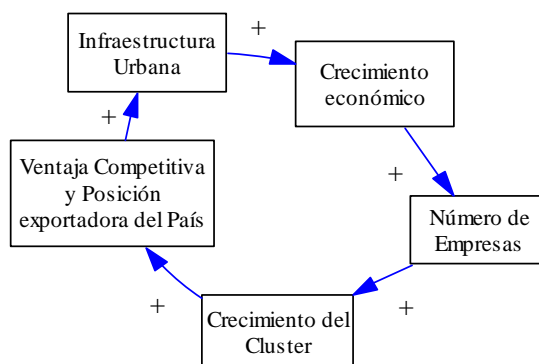 Infraestructura
Urbana
+
Crecimiento
económico
+
Número de
Empresas
+
Crecimiento del
Cluster
+
Ventaja Competitiva
y Posición
exportadora del País
+